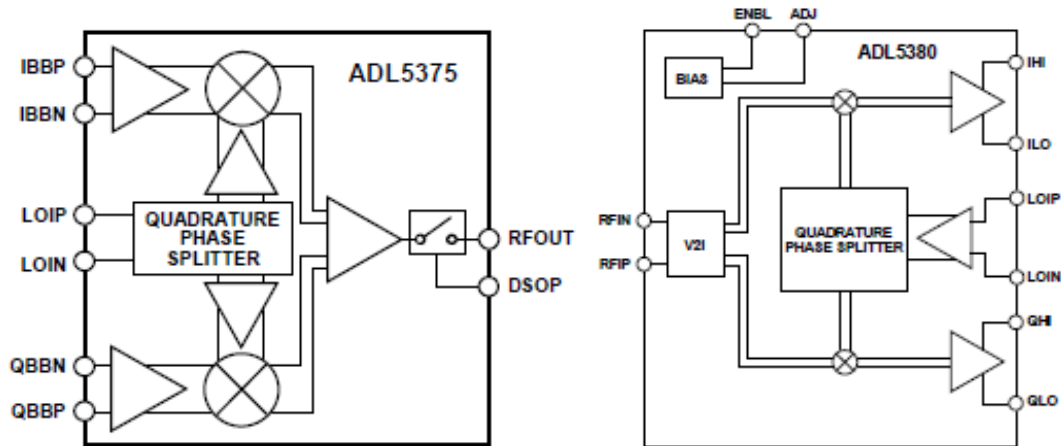 ADL5375
IBBP
IBBN
LOIP
LOIN
QUADRATURE
PHASE
SPLITTER
RFOUT
DSOP
QBBN
QBBP
ENBL
ADJ
ADL5380
BIAS
IHI
ILO
RFIN
RFIP
V2I
QUADRATURE
PHASE SPLITTER
LOIP
LOIN
QHI
QLO